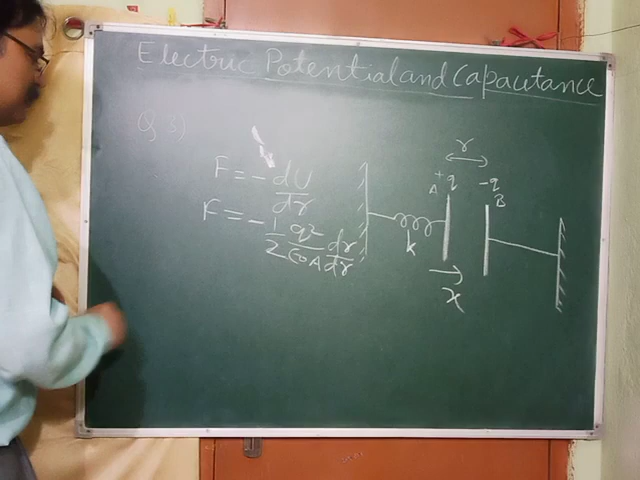 Electric Potential and Capacitance
Q 3)
F = - dU/dr
F = - 1/2 q²/ε₀A dr/dr
r
+q
A
-q
B
k
x